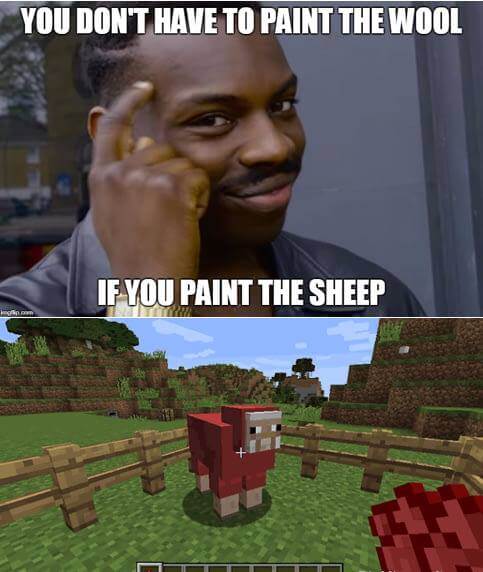 YOU DON'T HAVE TO PAINT THE WOOL
IF YOU PAINT THE SHEEP
imgflip.com